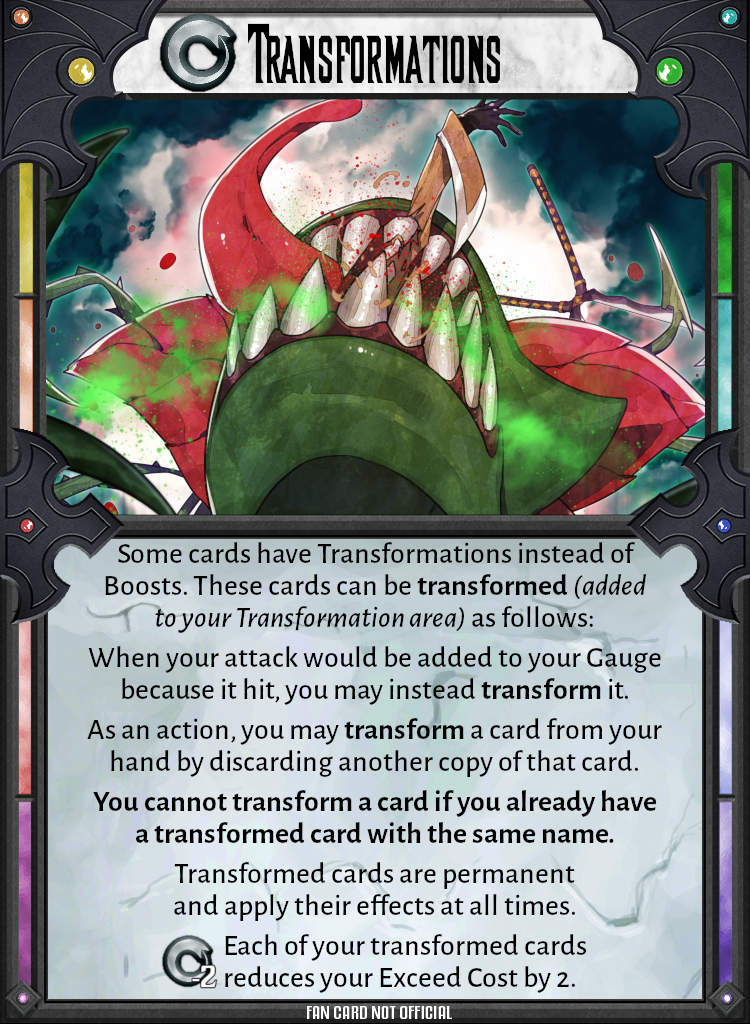 Transformations
Some cards have Transformations instead of
Boosts. These cards can be transformed (added
to your Transformation area) as follows:
When your attack would be added to your Gauge
because it hit, you may instead transform it.
As an action, you may transform a card from your
hand by discarding another copy of that card.
You cannot transform a card if you already have
a transformed card with the same name.
Transformed cards are permanent
and apply their effects at all times.
-2 Each of your transformed cards
reduces your Exceed Cost by 2.
FAN CARD NOT OFFICIAL